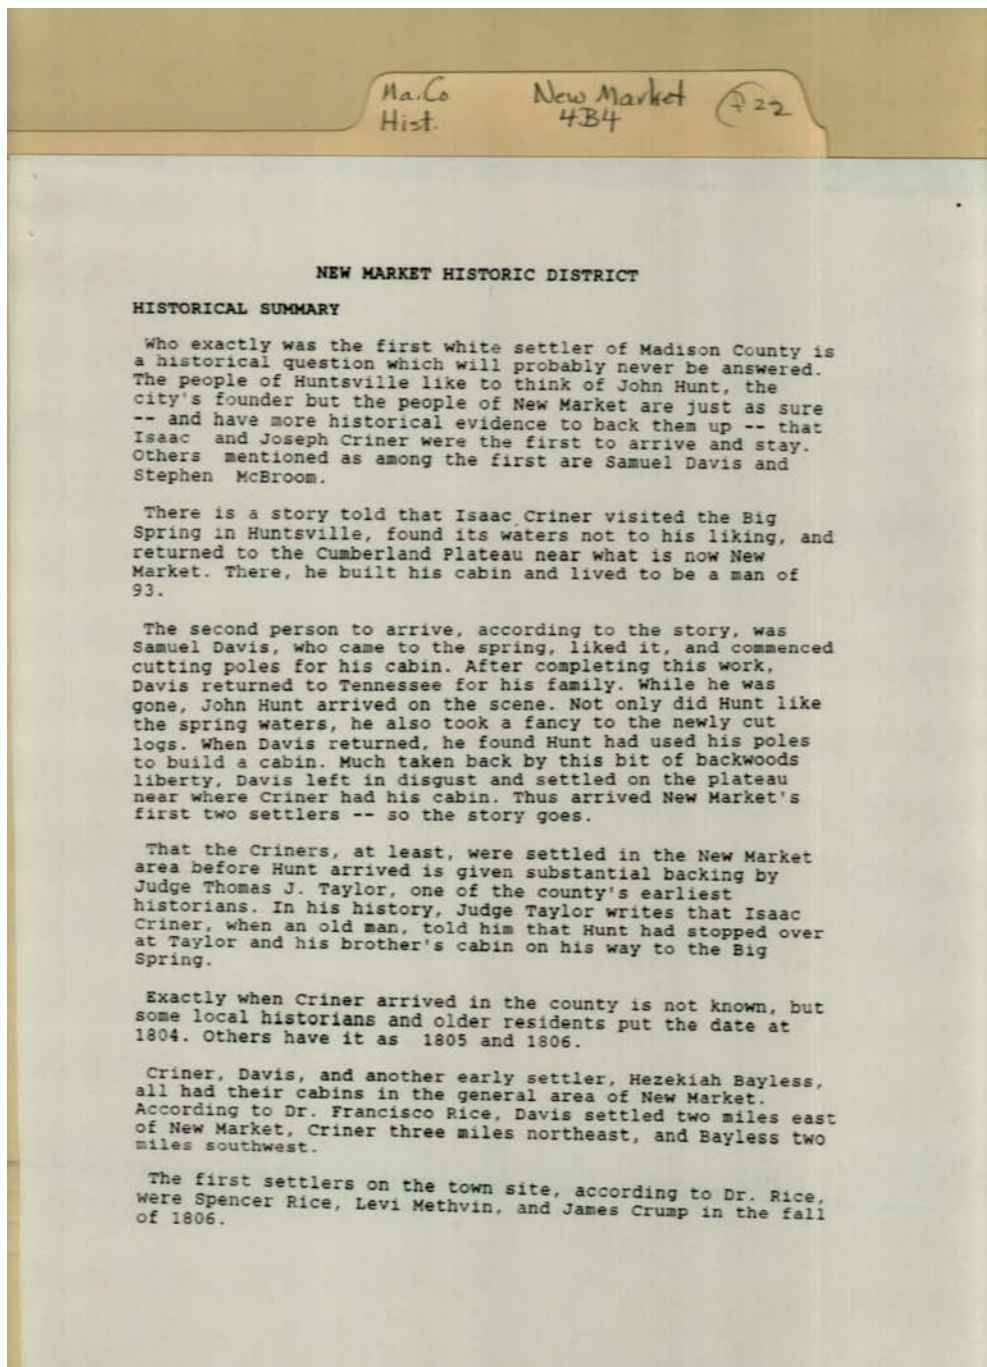 Ma.Co New Market
Hist. 4B4
NEW MARKET HISTORIC DISTRICT
HISTORICAL SUMMARY
Who exactly was the first white settler of Madison County is
a historical question which will probably never be answered.
The people of Huntsville like to think of John Hunt, the
city's founder but the people of New Market are just as sure
-- and have more historical evidence to back them up -- that
Isaac and Joseph Criner were the first to arrive and stay.
Others mentioned as among the first are Samuel Davis and
Stephen McBroom.
There is a story told that Isaac Criner visited the Big
Spring in Huntsville, found its waters not to his liking, and
returned to the Cumberland Plateau near what is now New
Market. There, he built his cabin and lived to be a man of
93.
The second person to arrive, according to the story, was
Samuel Davis, who came to the spring, liked it, and commenced
cutting poles for his cabin. After completing this work,
Davis returned to Tennessee for his family. While he was
gone, John Hunt arrived on the scene. Not only did Hunt like
the spring waters, he also took a fancy to the newly cut
logs. When Davis returned, he found Hunt had used his poles
to build a cabin. Much taken back by this bit of backwoods
liberty, Davis left in disgust and settled on the plateau
near where Criner had his cabin. Thus arrived New Market's
first two settlers -- so the story goes.
That the Criners, at least, were settled in the New Market
area before Hunt arrived is given substantial backing by
Judge Thomas J. Taylor, one of the county's earliest
historians. In his history, Judge Taylor writes that Isaac
Criner, when an old man, told him that Hunt had stopped over
at Taylor and his brother's cabin on his way to the Big
Spring.
Exactly when Criner arrived in the county is not known, but
some local historians and older residents put the date at
1804. Others have it as 1805 and 1806.
Criner, Davis, and another early settler, Hezekiah Bayless,
all had their cabins in the general area of New Market.
According to Dr. Francisco Rice, Davis settled two miles east
of New Market, Criner three miles northeast, and Bayless two
miles southwest.
The first settlers on the town site, according to Dr. Rice,
were Spencer Rice, Levi Methvin, and James Crump in the fall
of 1806.